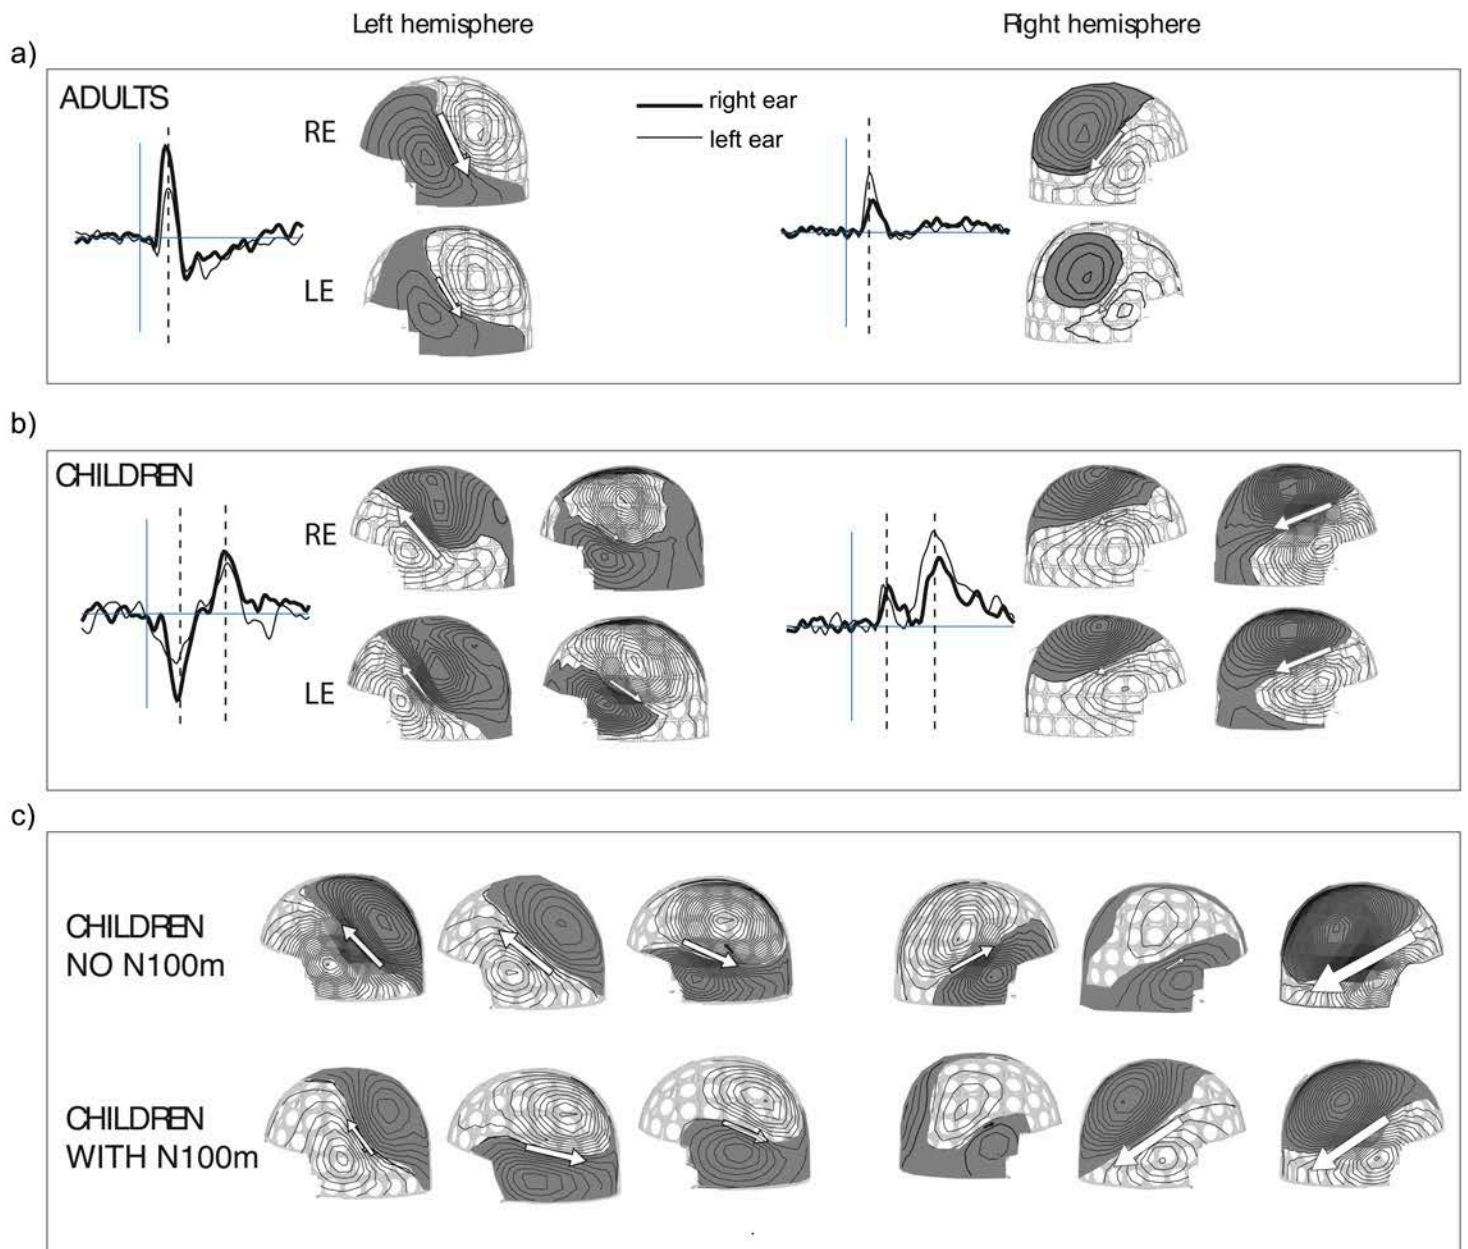 Left hemisphere
Right hemisphere
a)
ADULTS
RE
right ear
left ear
LE
b)
CHILDREN
RE
LE
c)
CHILDREN
NO N100m
CHILDREN
WITH N100m